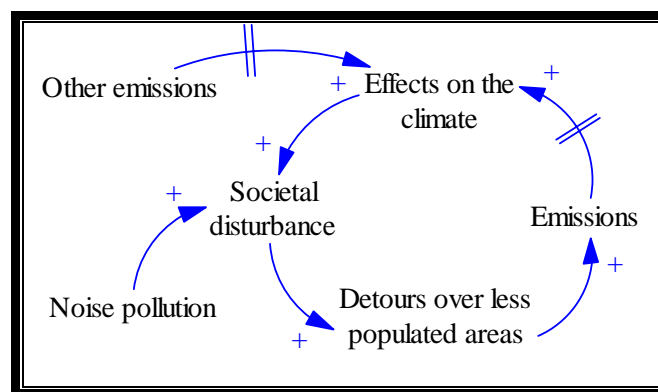 Other emissions
+
Effects on the
climate
+
+
Societal
disturbance
+
Emissions
Noise pollution
+
Detours over less
populated areas
+